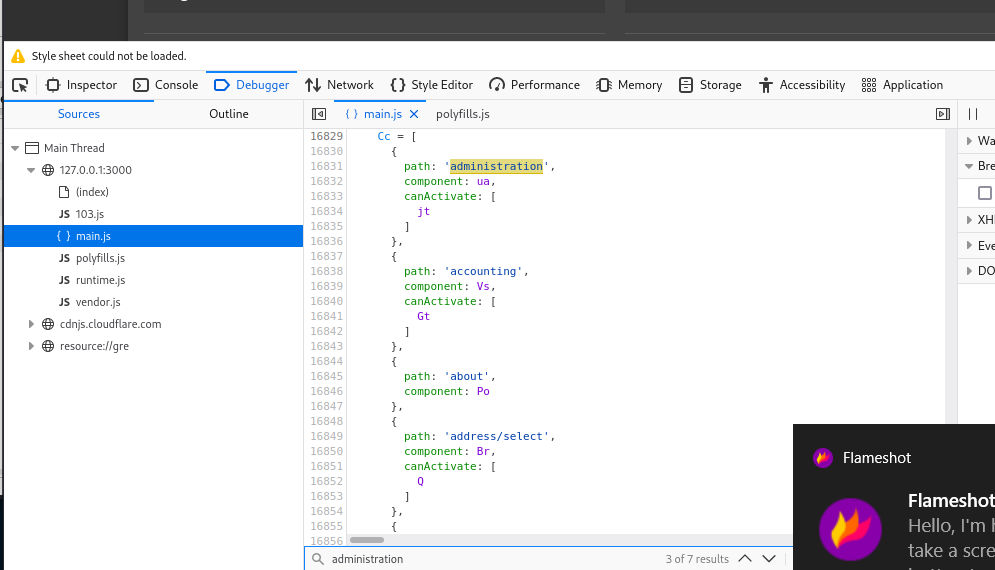 Style sheet could not be loaded.
Inspector Console Debugger Network Style Editor Performance Memory Storage Accessibility Application
Sources Outline { } main.js polyfills.js
Main Thread
127.0.0.1:3000
(index)
JS 103.js
{ } main.js
JS polyfills.js
JS runtime.js
JS vendor.js
cdnjs.cloudflare.com
resource://gre
16829 Cc = [
16830 {
16831 path: 'administration',
16832 component: ua,
16833 canActivate: [
16834 jt
16835 ]
16836 },
16837 {
16838 path: 'accounting',
16839 component: Vs,
16840 canActivate: [
16841 Gt
16842 ]
16843 },
16844 {
16845 path: 'about',
16846 component: Po
16847 },
16848 {
16849 path: 'address/select',
16850 component: Br,
16851 canActivate: [
16852 Q
16853 ]
16854 },
16855 {
16856
administration 3 of 7 results
Wa
Bre
XH
Eve
DO
Flameshot
Flameshot
Hello, I'm h
take a scre